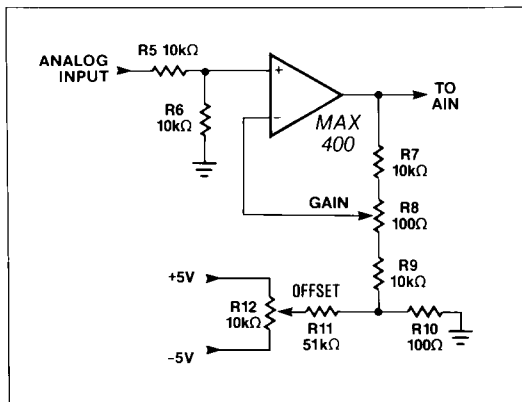 R5 10kΩ
ANALOG
INPUT
+
TO
AIN
R6
10kΩ
−
MAX
400
R7
10kΩ
GAIN
R8
100Ω
R9
10kΩ
+5V
OFFSET
R12
10kΩ
R11
51kΩ
R10
100Ω
−5V